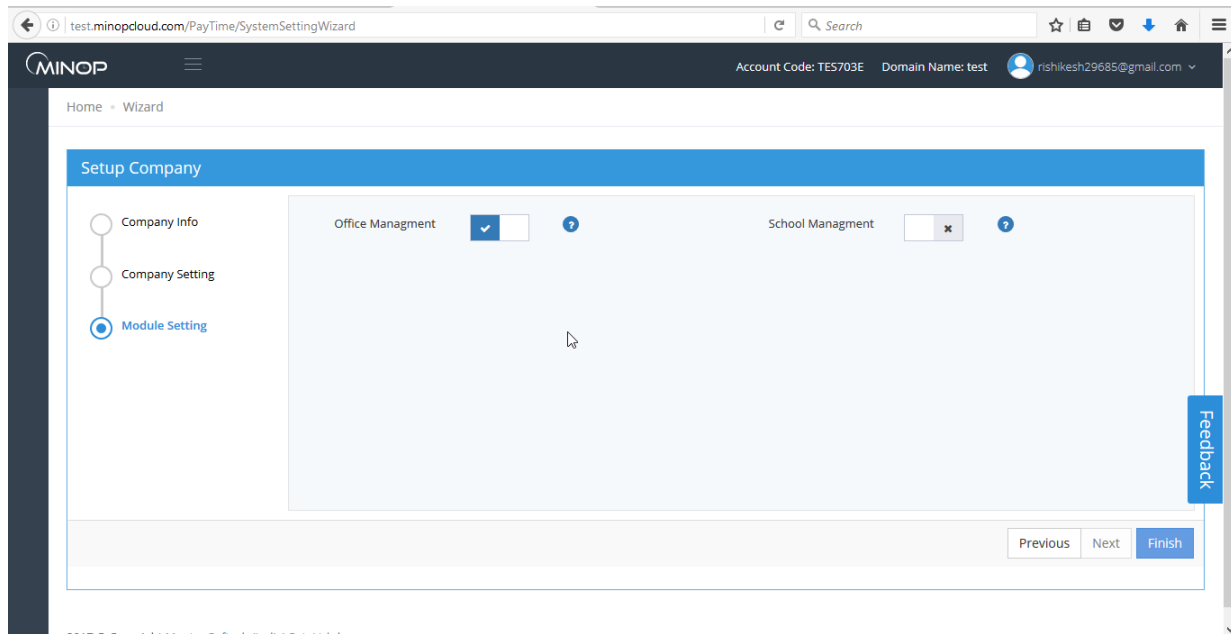 test.minopcloud.com/PayTime/SystemSettingWizard Search
MINOP Account Code: TES703E Domain Name: test rishikesh29685@gmail.com
Home Wizard
Setup Company
Company Info Office Managment School Managment
Company Setting
Module Setting
Feedback
Previous Next Finish